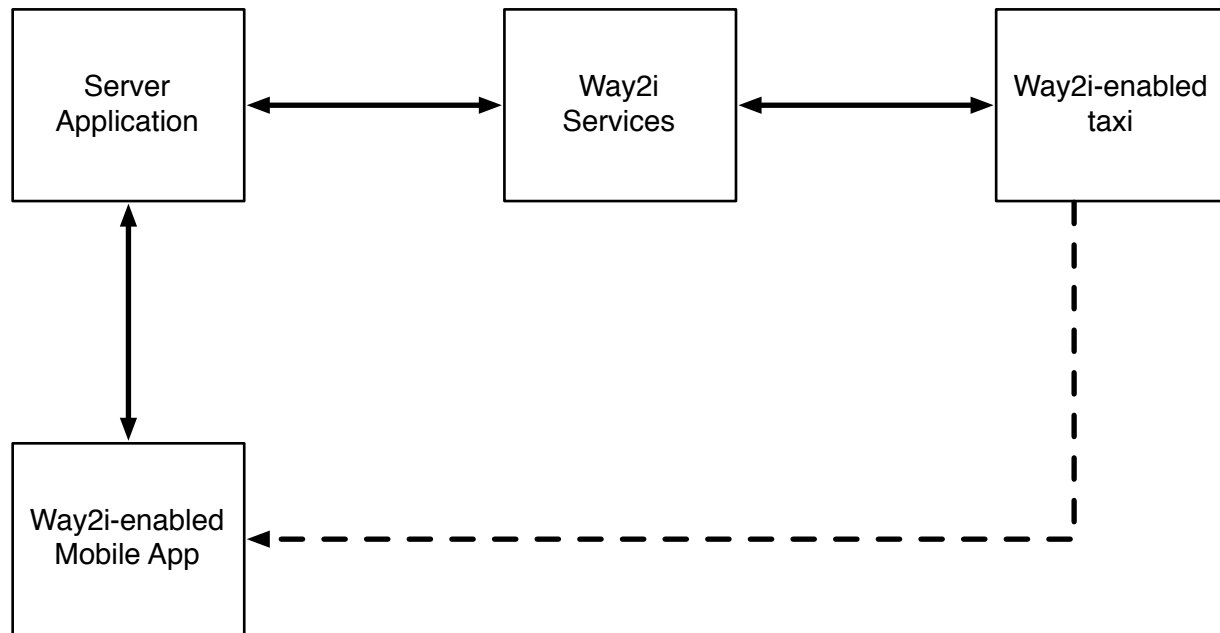 Server
Application
Way2i
Services
Way2i-enabled
taxi
Way2i-enabled
Mobile App